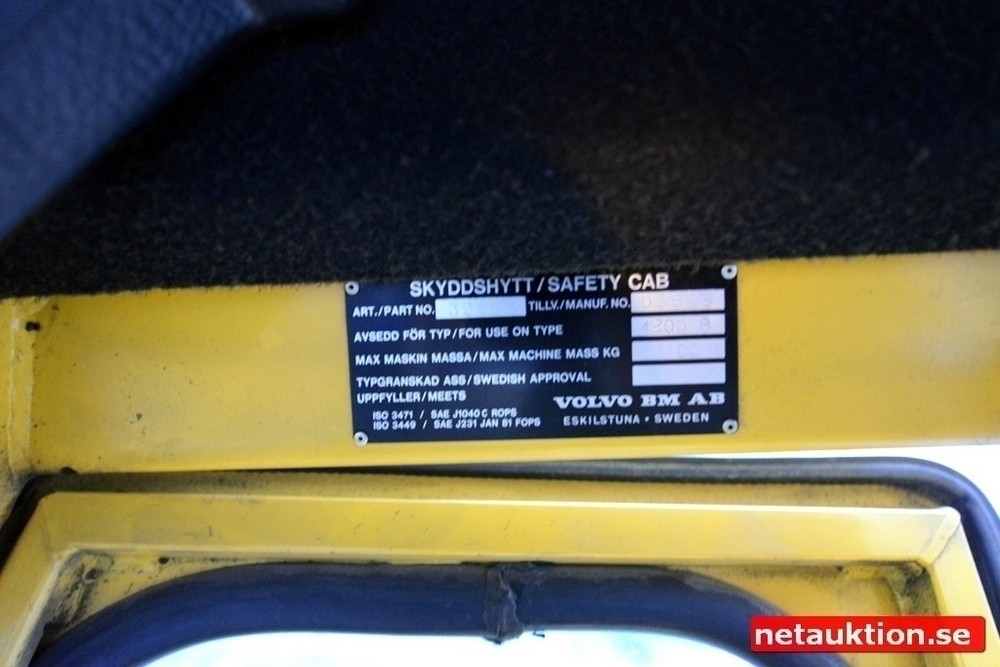 SKYDDSHYTT / SAFETY CAB
ART. / PART NO. TILLV. / MANUF. NO.
AVSEDD FÖR TYP / FOR USE ON TYPE 4300 B
MAX MASKIN MASSA / MAX MACHINE MASS KG
TYPGRANSKAD ASS / SWEDISH APPROVAL
UPPFYLLER / MEETS
VOLVO BM AB
ISO 3471 / SAE J1040 C ROPS
ISO 3449 / SAE J231 JAN 81 FOPS
ESKILSTUNA • SWEDEN
netauktion.se